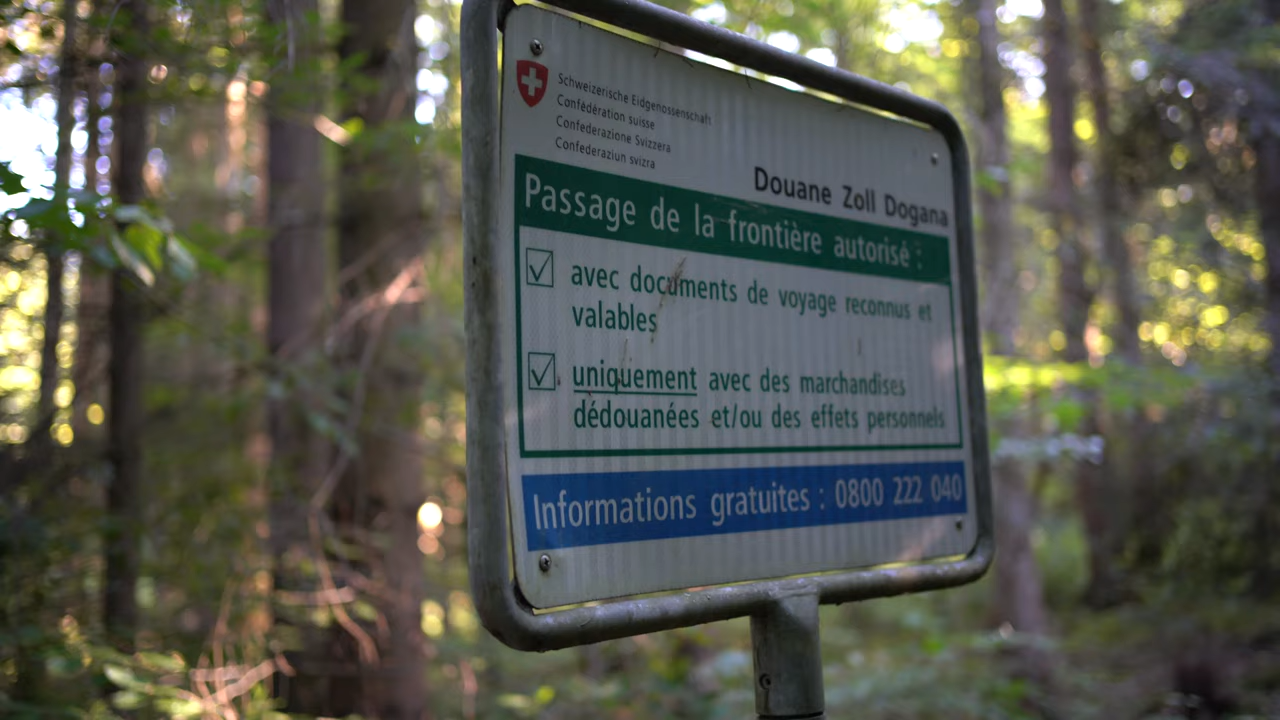 Schweizerische Eidgenossenschaft
Confédération suisse
Confederazione Svizzera
Confederaziun svizra
Douane Zoll Dogana
Passage de la frontière autorisé :
avec documents de voyage reconnus et
valables
uniquement avec des marchandises
dédouanées et/ou des effets personnels
Informations gratuites : 0800 222 040